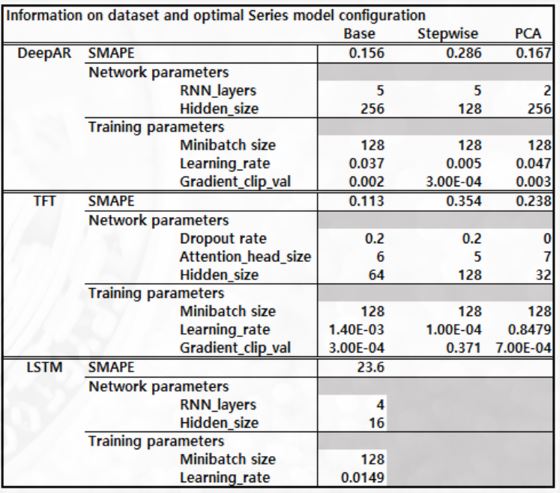 Information on dataset and optimal Series model configuration
Base Stepwise PCA
DeepAR SMAPE 0.156 0.286 0.167
Network parameters
RNN_layers 5 5 2
Hidden_size 256 128 256
Training parameters
Minibatch size 128 128 128
Learning_rate 0.037 0.005 0.047
Gradient_clip_val 0.002 3.00E-04 0.003
TFT SMAPE 0.113 0.354 0.238
Network parameters
Dropout rate 0.2 0.2 0
Attention_head_size 6 5 7
Hidden_size 64 128 32
Training parameters
Minibatch size 128 128 128
Learning_rate 1.40E-03 1.00E-04 0.8479
Gradient_clip_val 3.00E-04 0.371 7.00E-04
LSTM SMAPE 23.6
Network parameters
RNN_layers 4
Hidden_size 16
Training parameters
Minibatch size 128
Learning_rate 0.0149